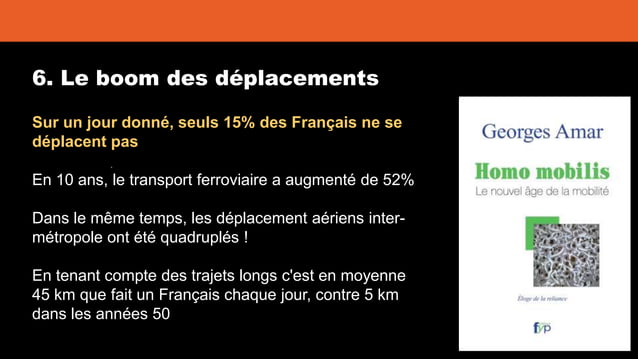 6. Le boom des déplacements
Sur un jour donné, seuls 15% des Français ne se
déplacent pas
En 10 ans, le transport ferroviaire a augmenté de 52%
Dans le même temps, les déplacement aériens inter-
métropole ont été quadruplés !
En tenant compte des trajets longs c'est en moyenne
45 km que fait un Français chaque jour, contre 5 km
dans les années 50
Georges Amar
Homo mobilis
Le nouvel âge de la mobilité
Éloge de la reliance
fyp